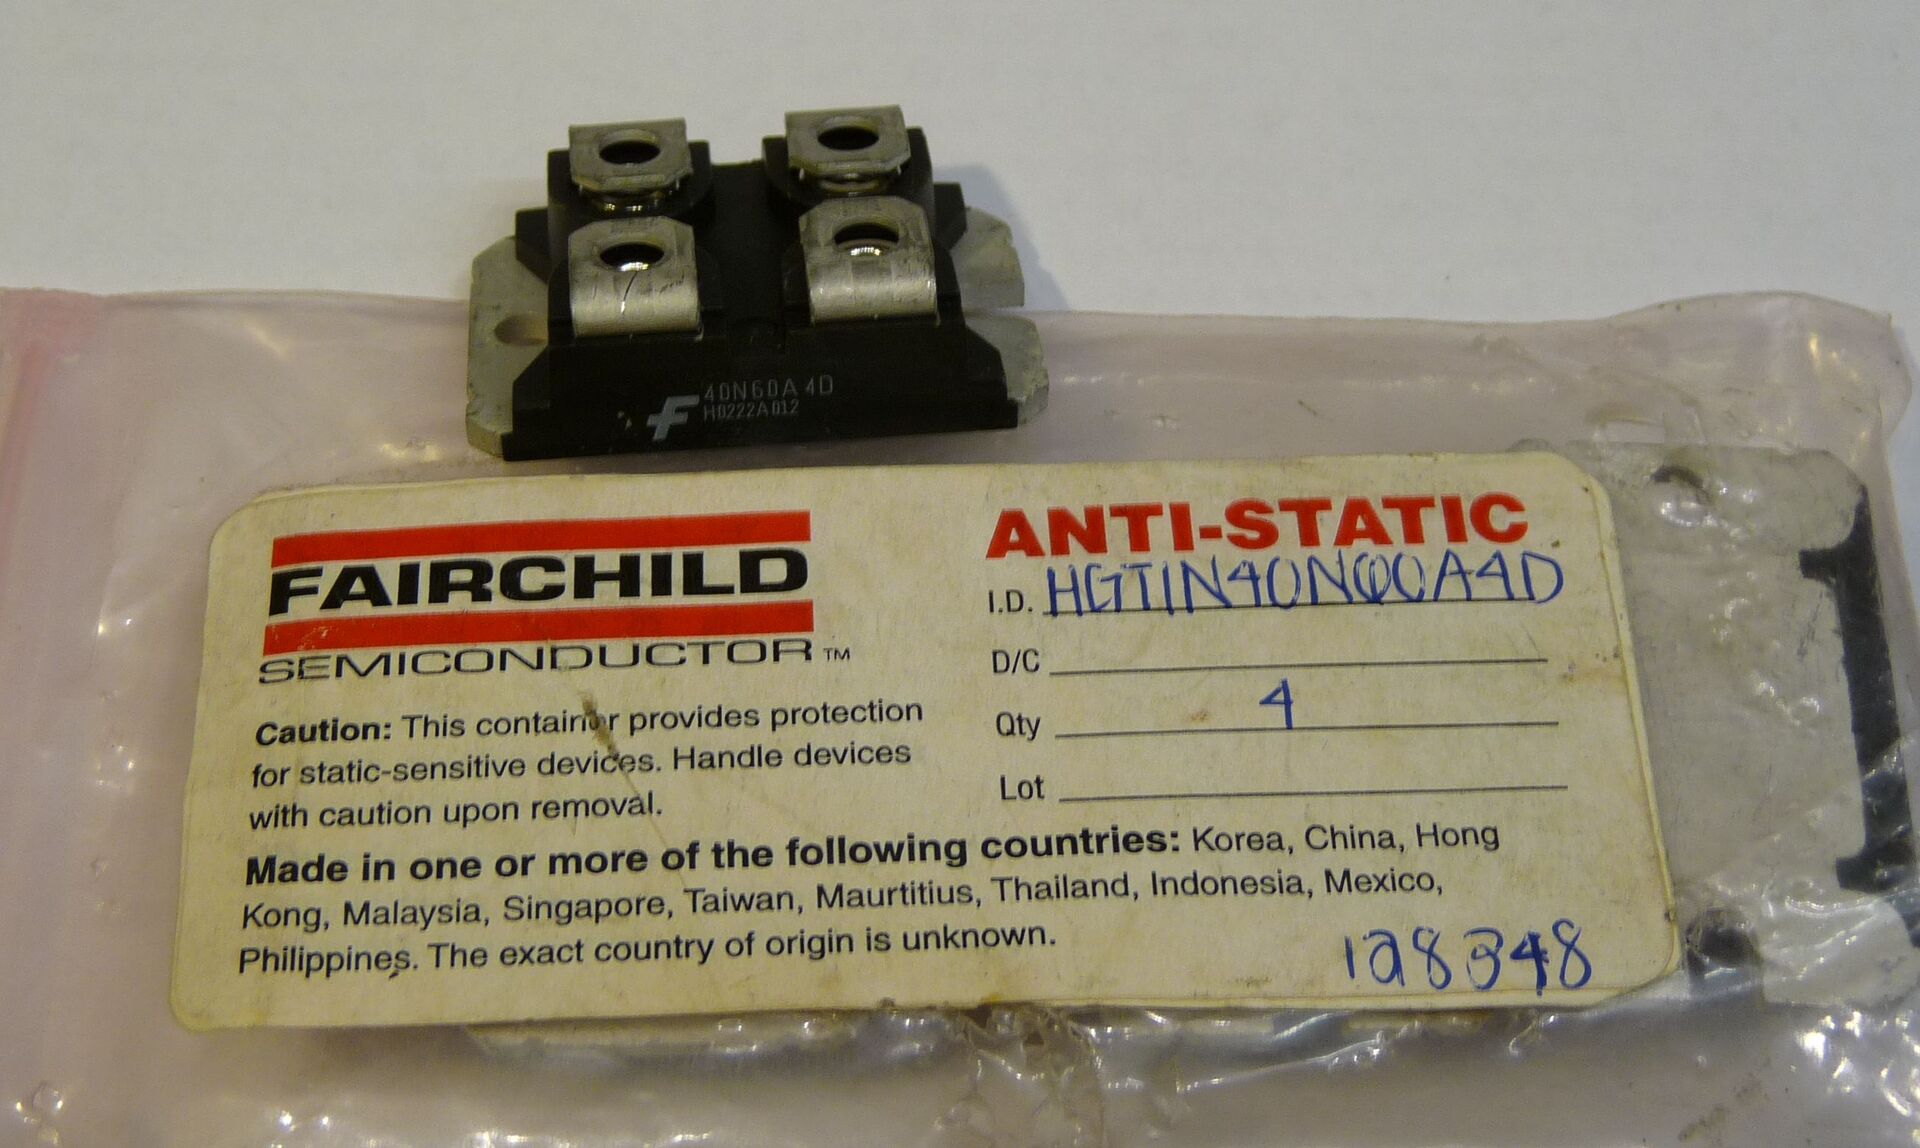 40N60A4D
H0222A012
FAIRCHILD
SEMICONDUCTOR™
ANTI-STATIC
I.D. HGT1N40N60A4D
D/C
Qty 4
Lot
Caution: This container provides protection
for static-sensitive devices. Handle devices
with caution upon removal.
Made in one or more of the following countries: Korea, China, Hong
Kong, Malaysia, Singapore, Taiwan, Maurtitius, Thailand, Indonesia, Mexico,
Philippines. The exact country of origin is unknown.
128348